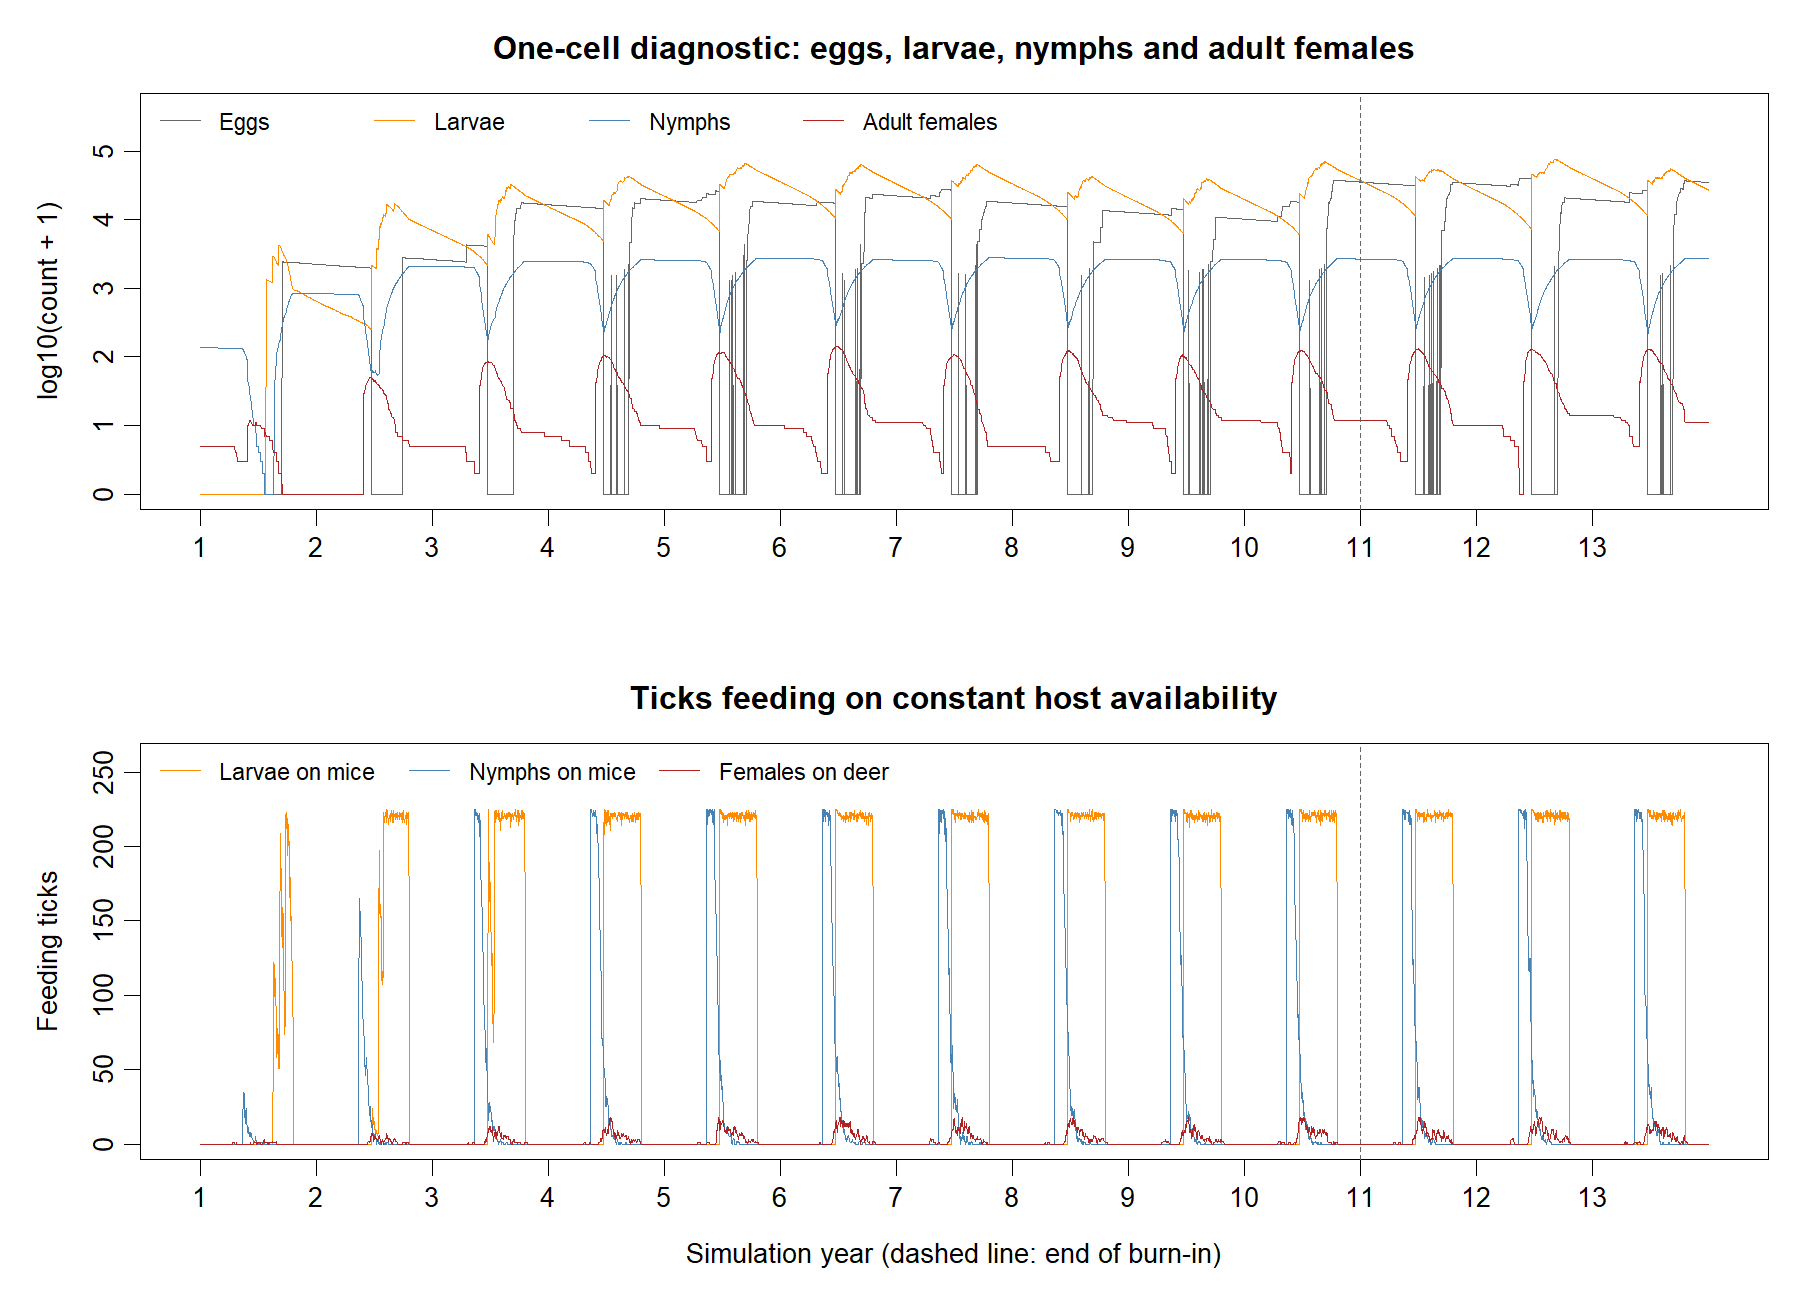 One-cell diagnostic: eggs, larvae, nymphs and adult females
Eggs Larvae Nymphs Adult females
log10(count + 1)
5
4
3
2
1
0
1 2 3 4 5 6 7 8 9 10 11 12 13
Ticks feeding on constant host availability
Larvae on mice Nymphs on mice Females on deer
Feeding ticks
250
200
150
100
50
0
1 2 3 4 5 6 7 8 9 10 11 12 13
Simulation year (dashed line: end of burn-in)